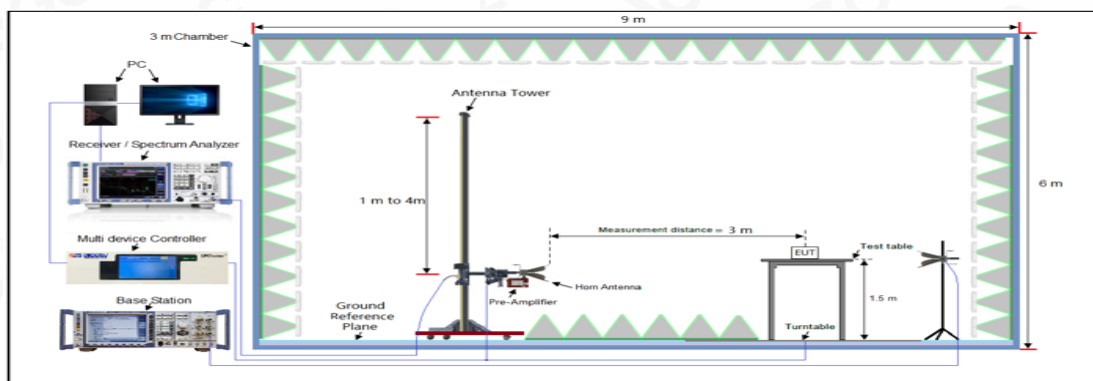 9 m
3 m Chamber
PC
Antenna Tower
Receiver / Spectrum Analyzer
1 m to 4m
6 m
Measurement distance = 3 m
Multi device Controller
EUT
Test table
Horn Antenna
Pre-Amplifier
1.5 m
Base Station
Ground
Reference
Plane
Turntable